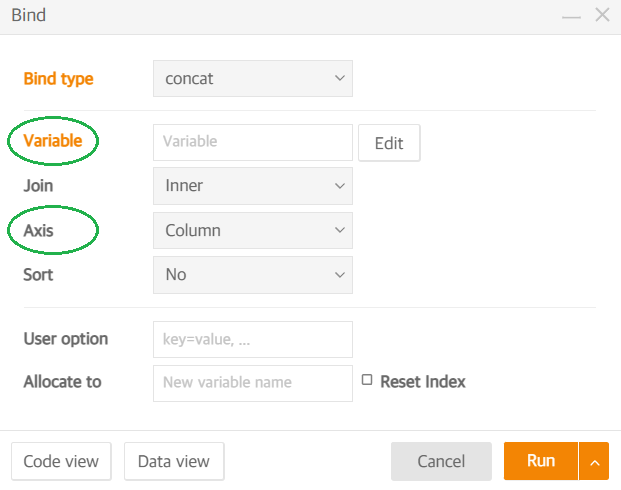 Bind
Bind type concat
Variable Variable Edit
Join Inner
Axis Column
Sort No
User option key=value, ...
Allocate to New variable name Reset Index
Code view Data view Cancel Run